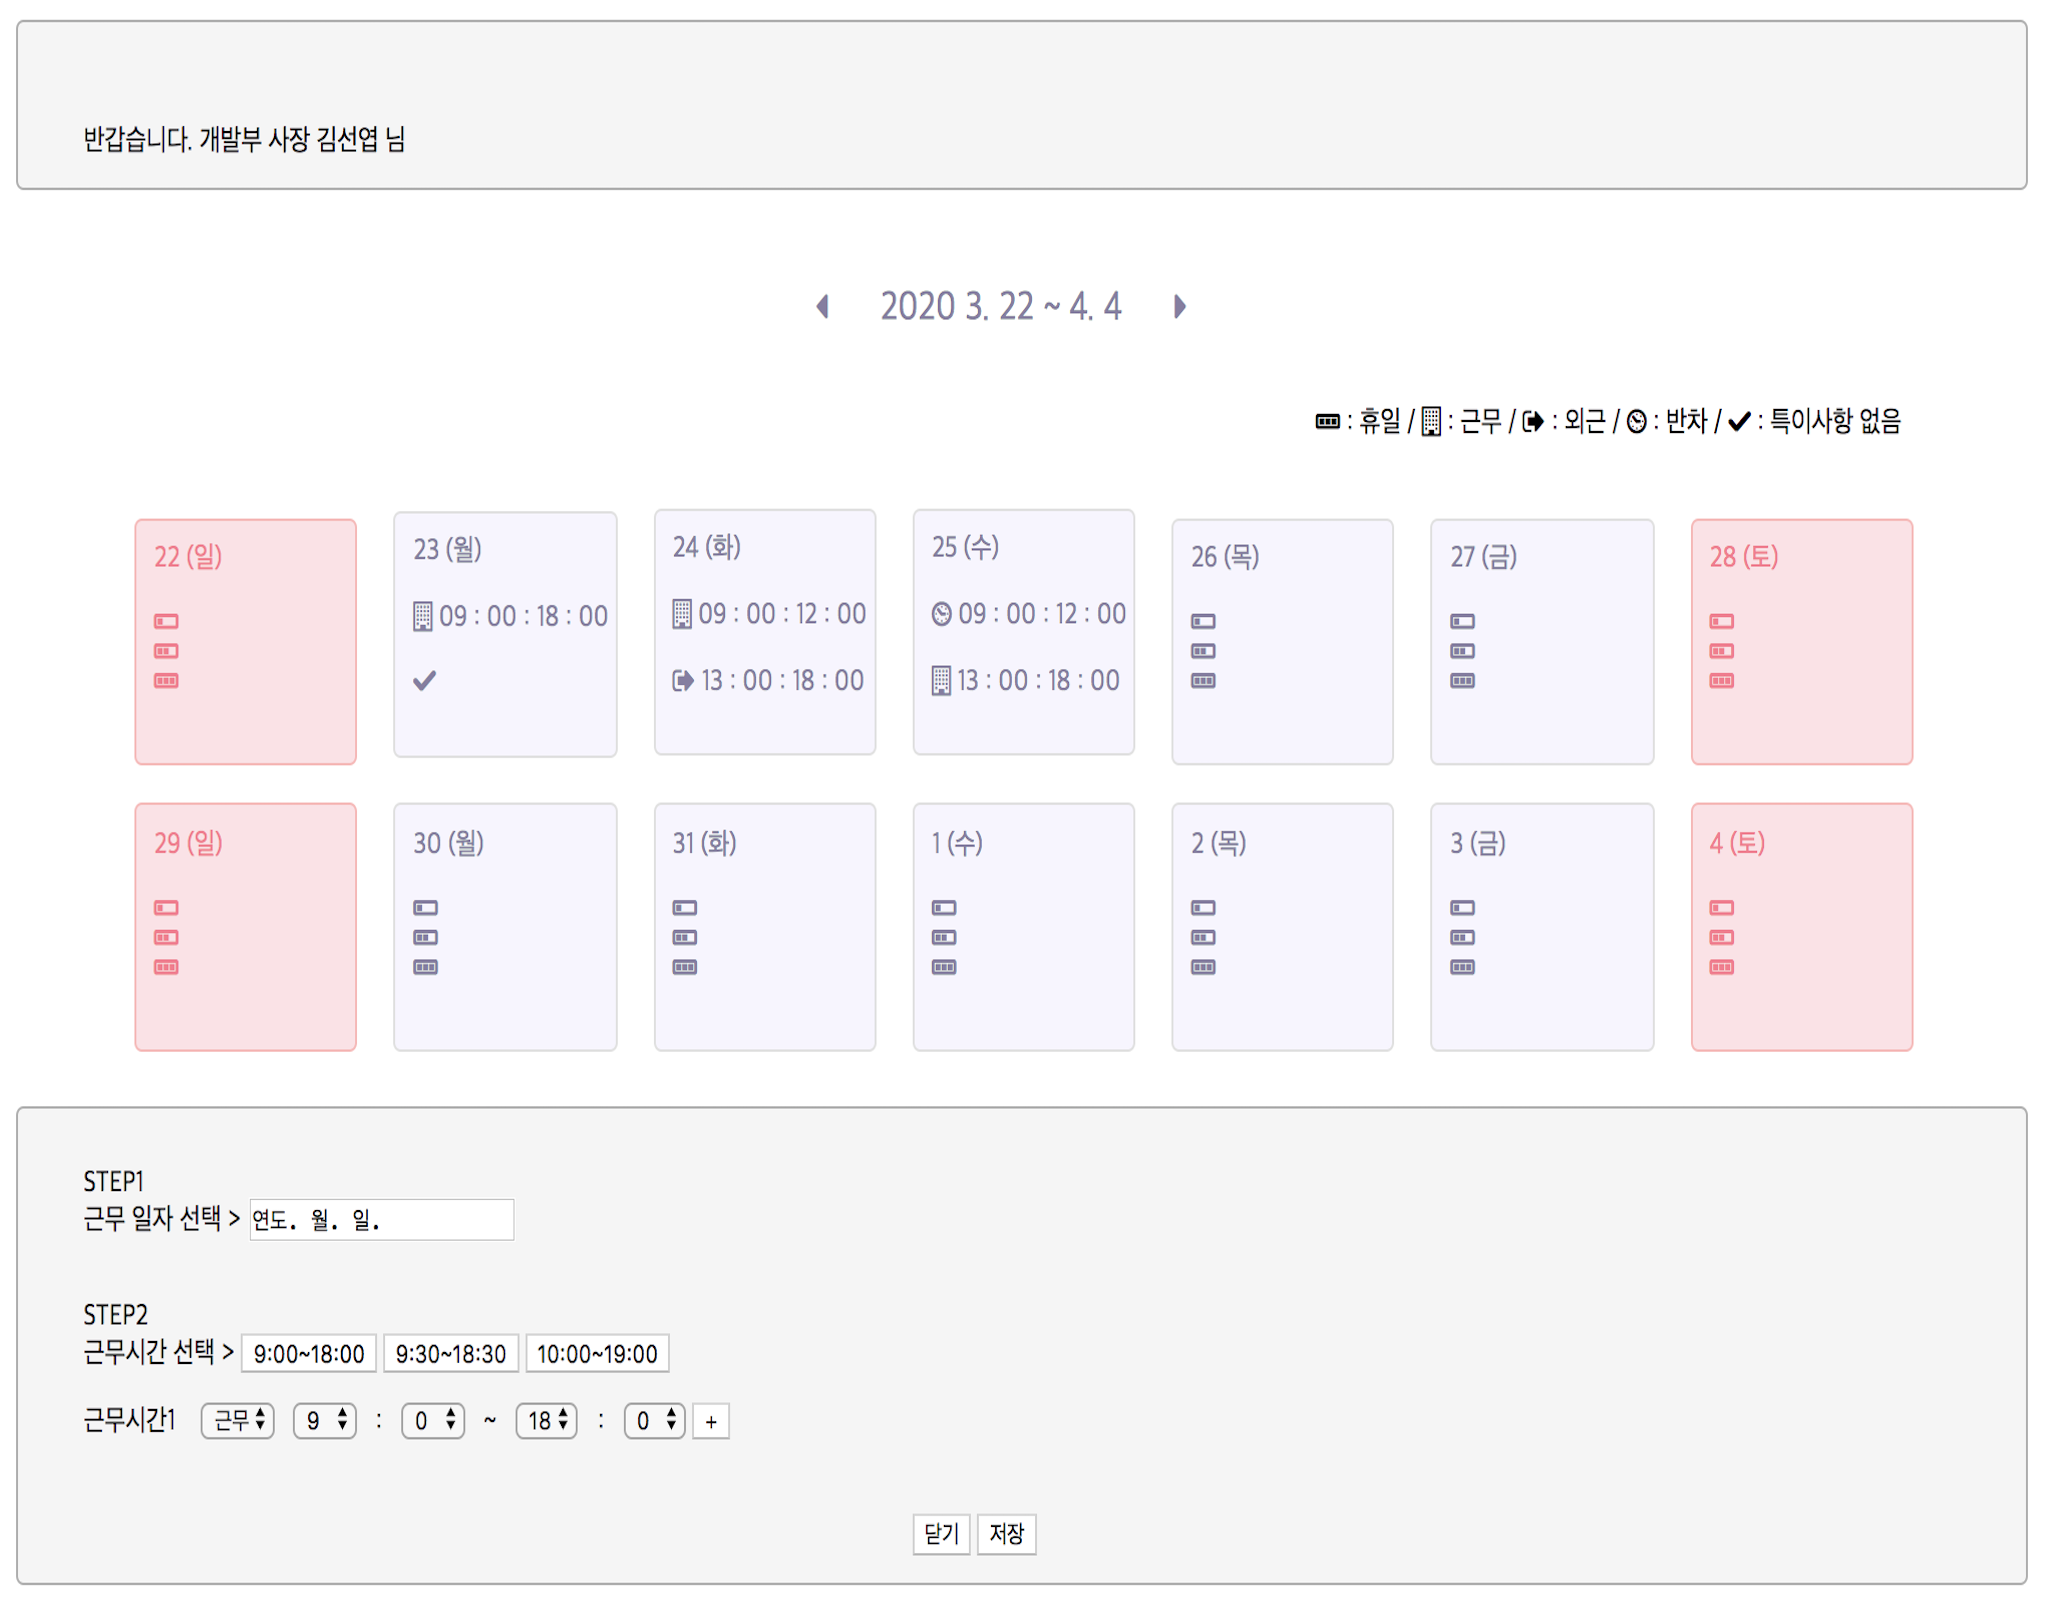 반갑습니다. 개발부 사장 김선엽 님
2020 3. 22 ~ 4. 4
: 휴일 / : 근무 / : 외근 / : 반차 / : 특이사항 없음
22 (일)
23 (월)
09 : 00 : 18 : 00
24 (화)
09 : 00 : 12 : 00
13 : 00 : 18 : 00
25 (수)
09 : 00 : 12 : 00
13 : 00 : 18 : 00
26 (목)
27 (금)
28 (토)
29 (일)
30 (월)
31 (화)
1 (수)
2 (목)
3 (금)
4 (토)
STEP1
근무 일자 선택 > 연도. 월. 일.
STEP2
근무시간 선택 > 9:00~18:00 9:30~18:30 10:00~19:00
근무시간1 근무 9 : 0 ~ 18 : 0 +
닫기 저장